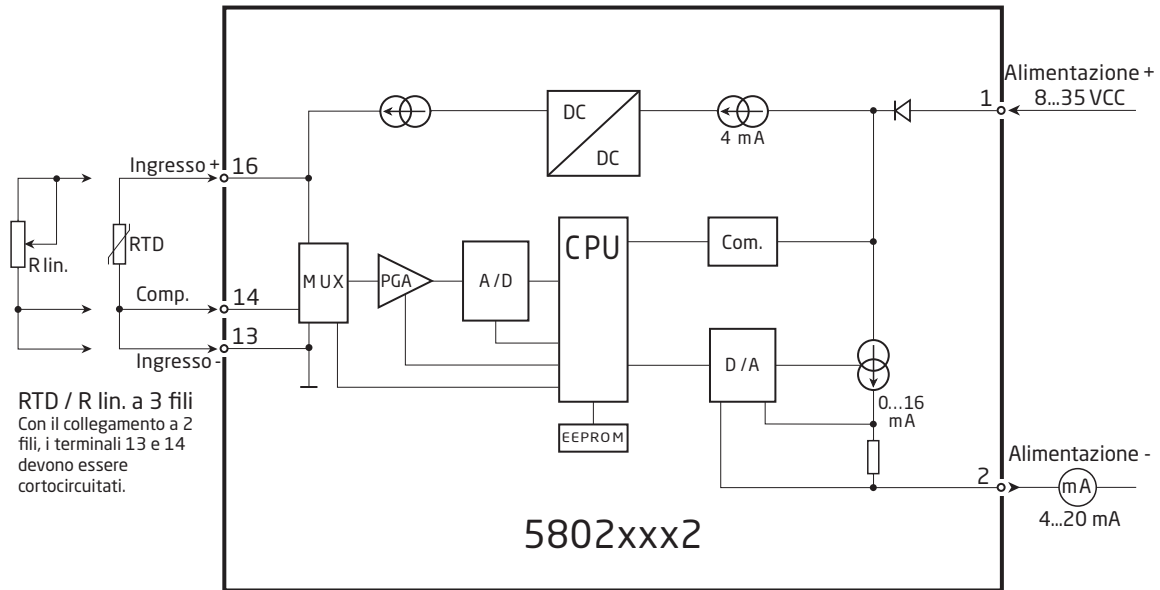 Alimentazione +
8...35 VCC
1
DC
DC
4 mA
Ingresso +
16
RTD
R lin.
Comp.
14
13
Ingresso -
MUX
PGA
A/D
CPU
Com.
D/A
EEPROM
0...16
mA
RTD / R lin. a 3 fili
Con il collegamento a 2
fili, i terminali 13 e 14
devono essere
cortocircuitati.
Alimentazione -
2
mA
4...20 mA
5802xxx2